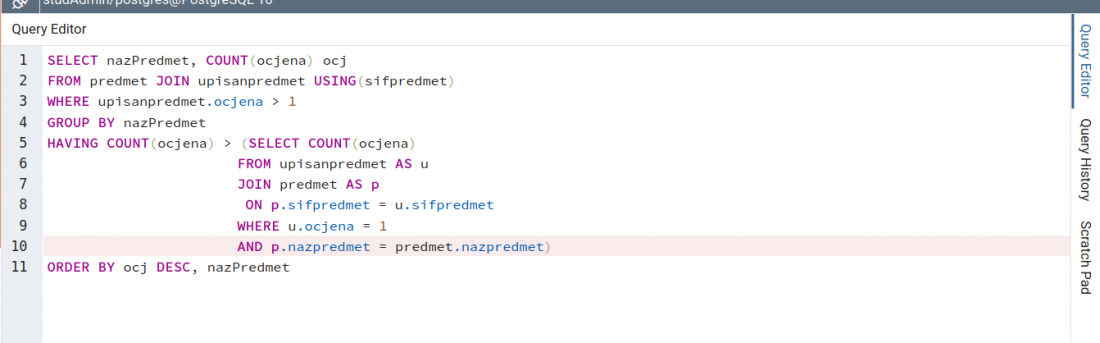 studAdmin/postgres@PostgreSQL 10
Query Editor
1 SELECT nazPredmet, COUNT(ocjena) ocj
2 FROM predmet JOIN upisanpredmet USING(sifpredmet)
3 WHERE upisanpredmet.ocjena > 1
4 GROUP BY nazPredmet
5 HAVING COUNT(ocjena) > (SELECT COUNT(ocjena)
6 FROM upisanpredmet AS u
7 JOIN predmet AS p
8 ON p.sifpredmet = u.sifpredmet
9 WHERE u.ocjena = 1
10 AND p.nazpredmet = predmet.nazpredmet)
11 ORDER BY ocj DESC, nazPredmet
Query Editor
Query History
Scratch Pad